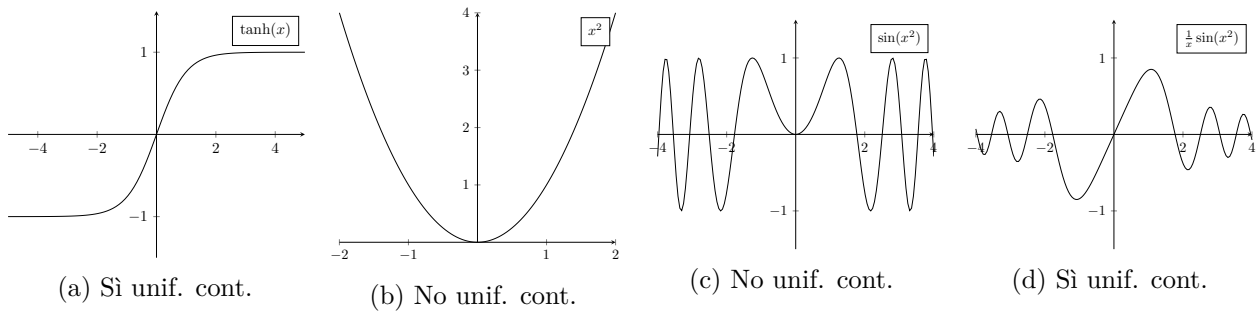 tanh(x)
1
−4 −2 2 4
−1
(a) Sì unif. cont.
x²
4
3
2
1
−2 −1 1 2
(b) No unif. cont.
sin(x²)
1
−4 −2 2 4
−1
(c) No unif. cont.
1/x sin(x²)
1
−4 −2 2 4
−1
(d) Sì unif. cont.